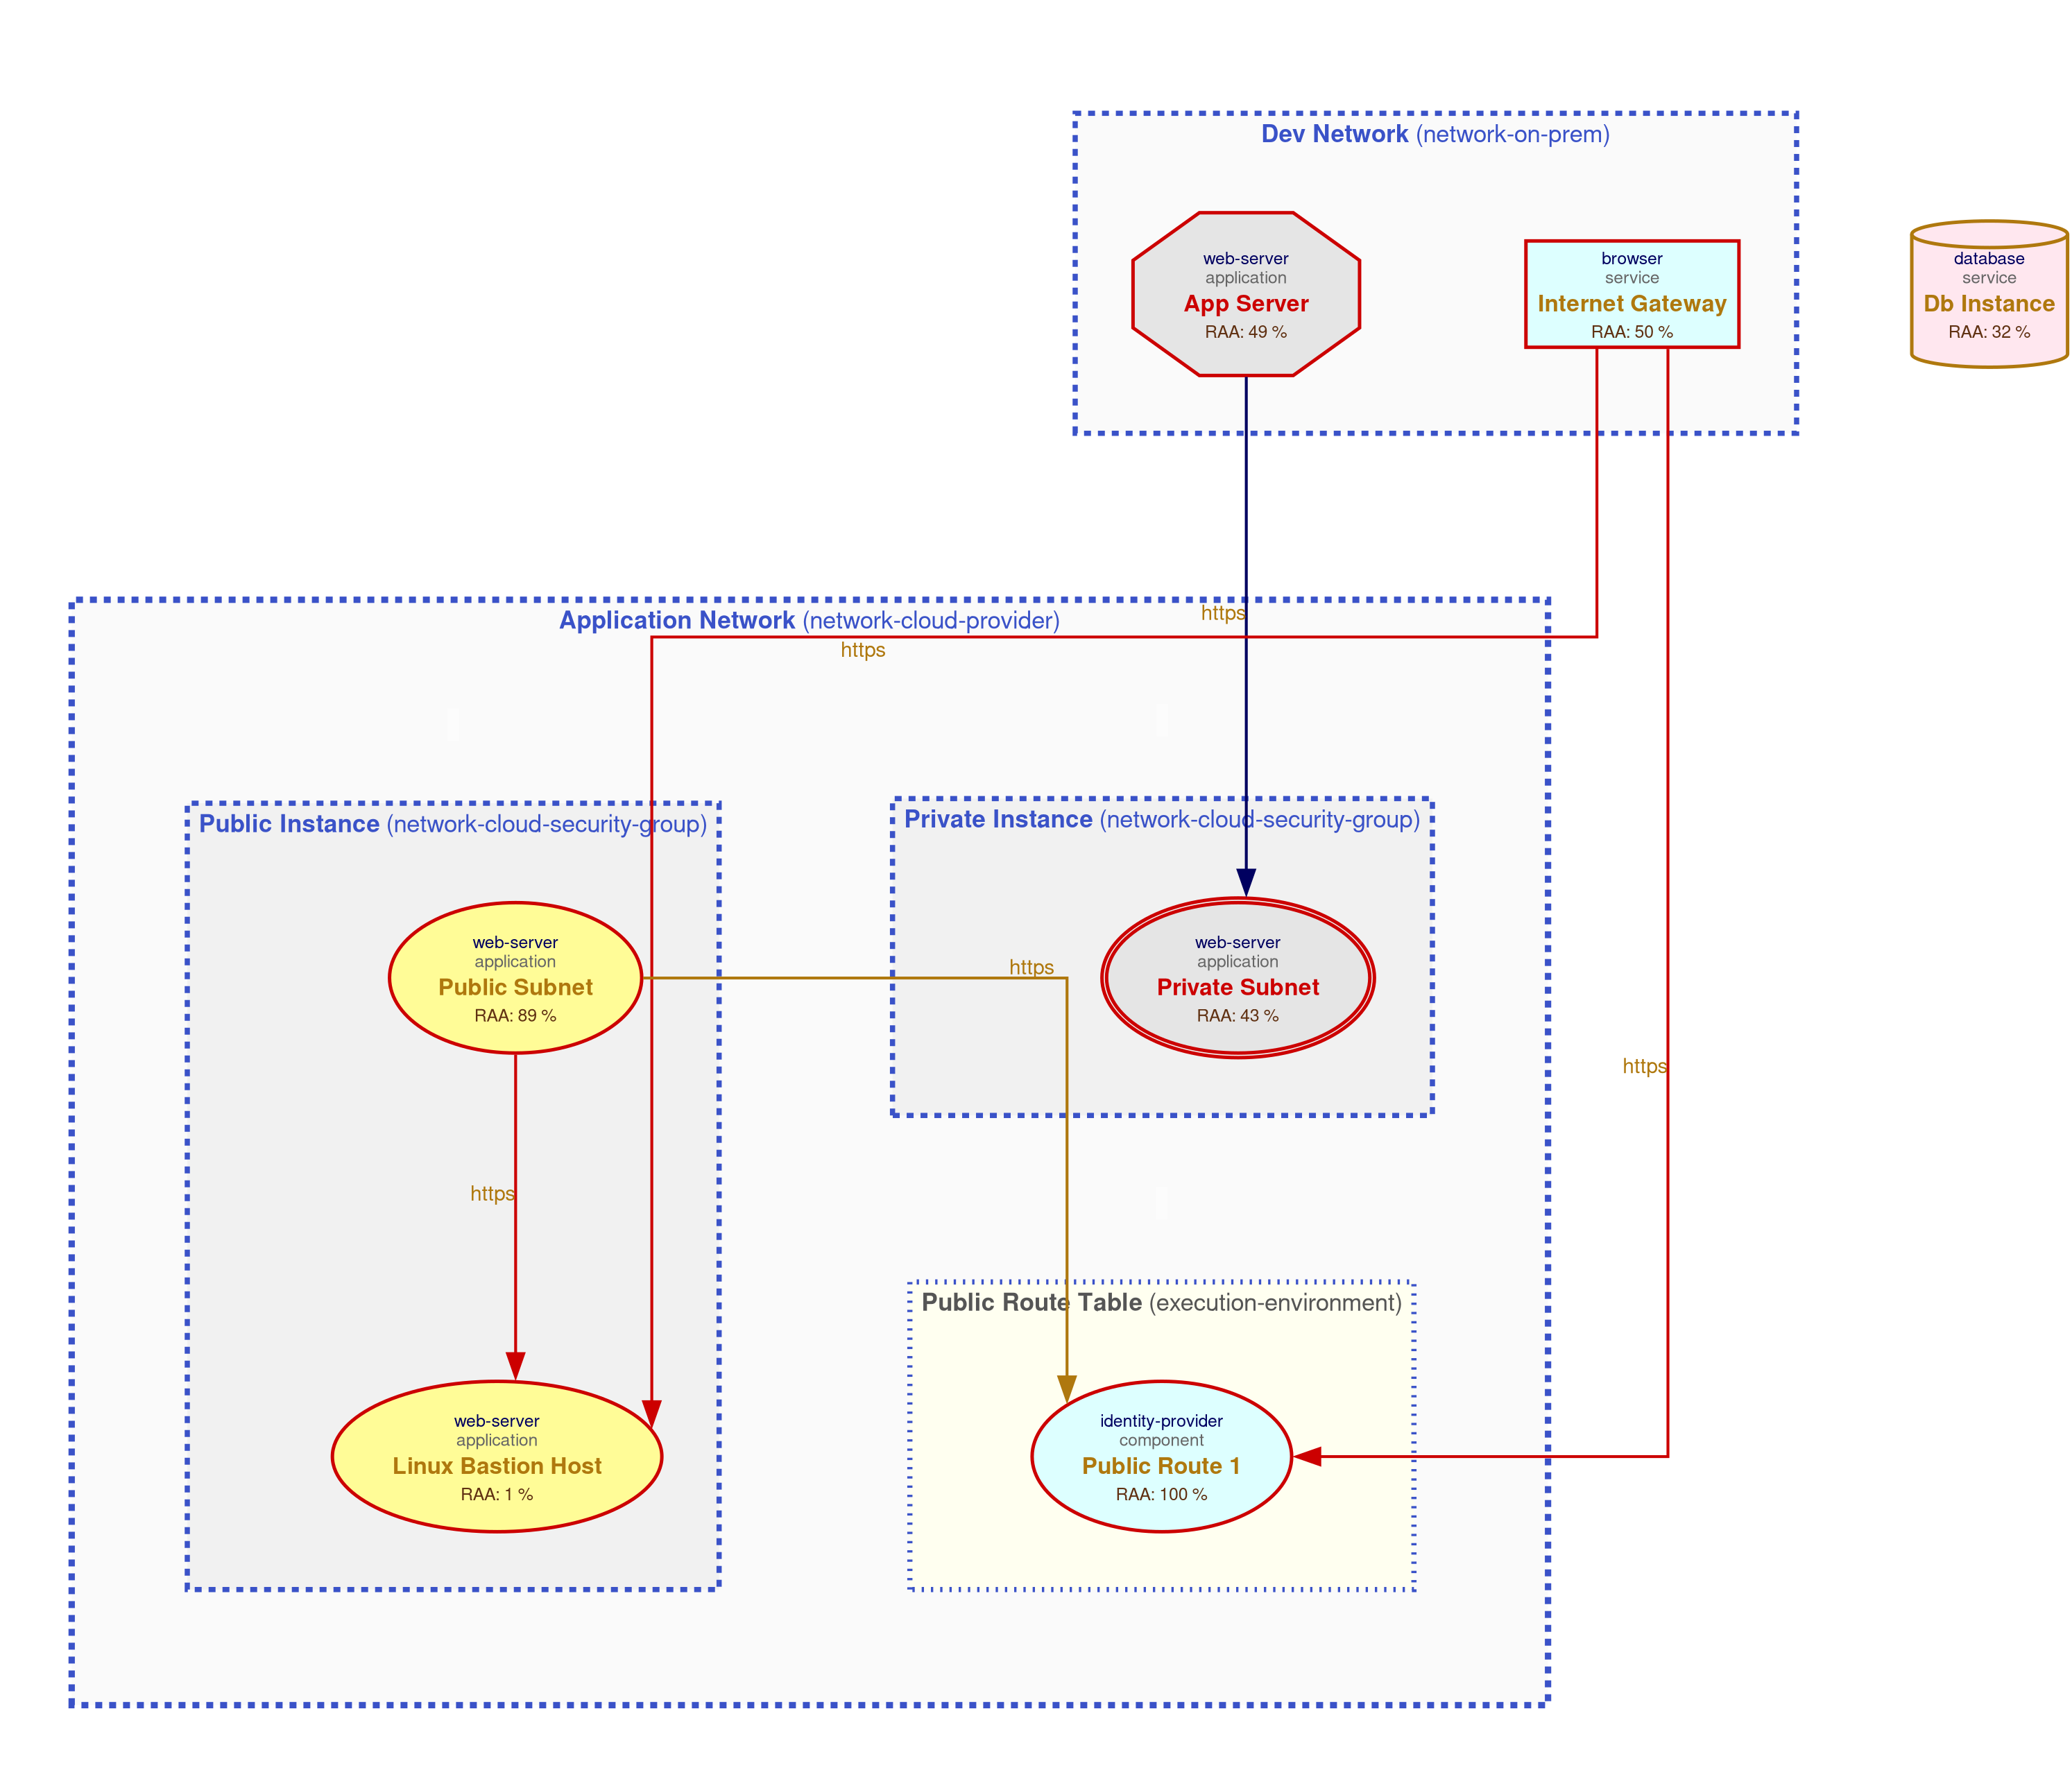 Dev Network (network-on-prem)
web-server
application
App Server
RAA: 49 %
browser
service
Internet Gateway
RAA: 50 %
database
service
Db Instance
RAA: 32 %
https
Application Network (network-cloud-provider)
https
Public Instance (network-cloud-security-group)
Private Instance (network-cloud-security-group)
web-server
application
Public Subnet
RAA: 89 %
https
web-server
application
Private Subnet
RAA: 43 %
https
https
Public Route Table (execution-environment)
web-server
application
Linux Bastion Host
RAA: 1 %
identity-provider
component
Public Route 1
RAA: 100 %